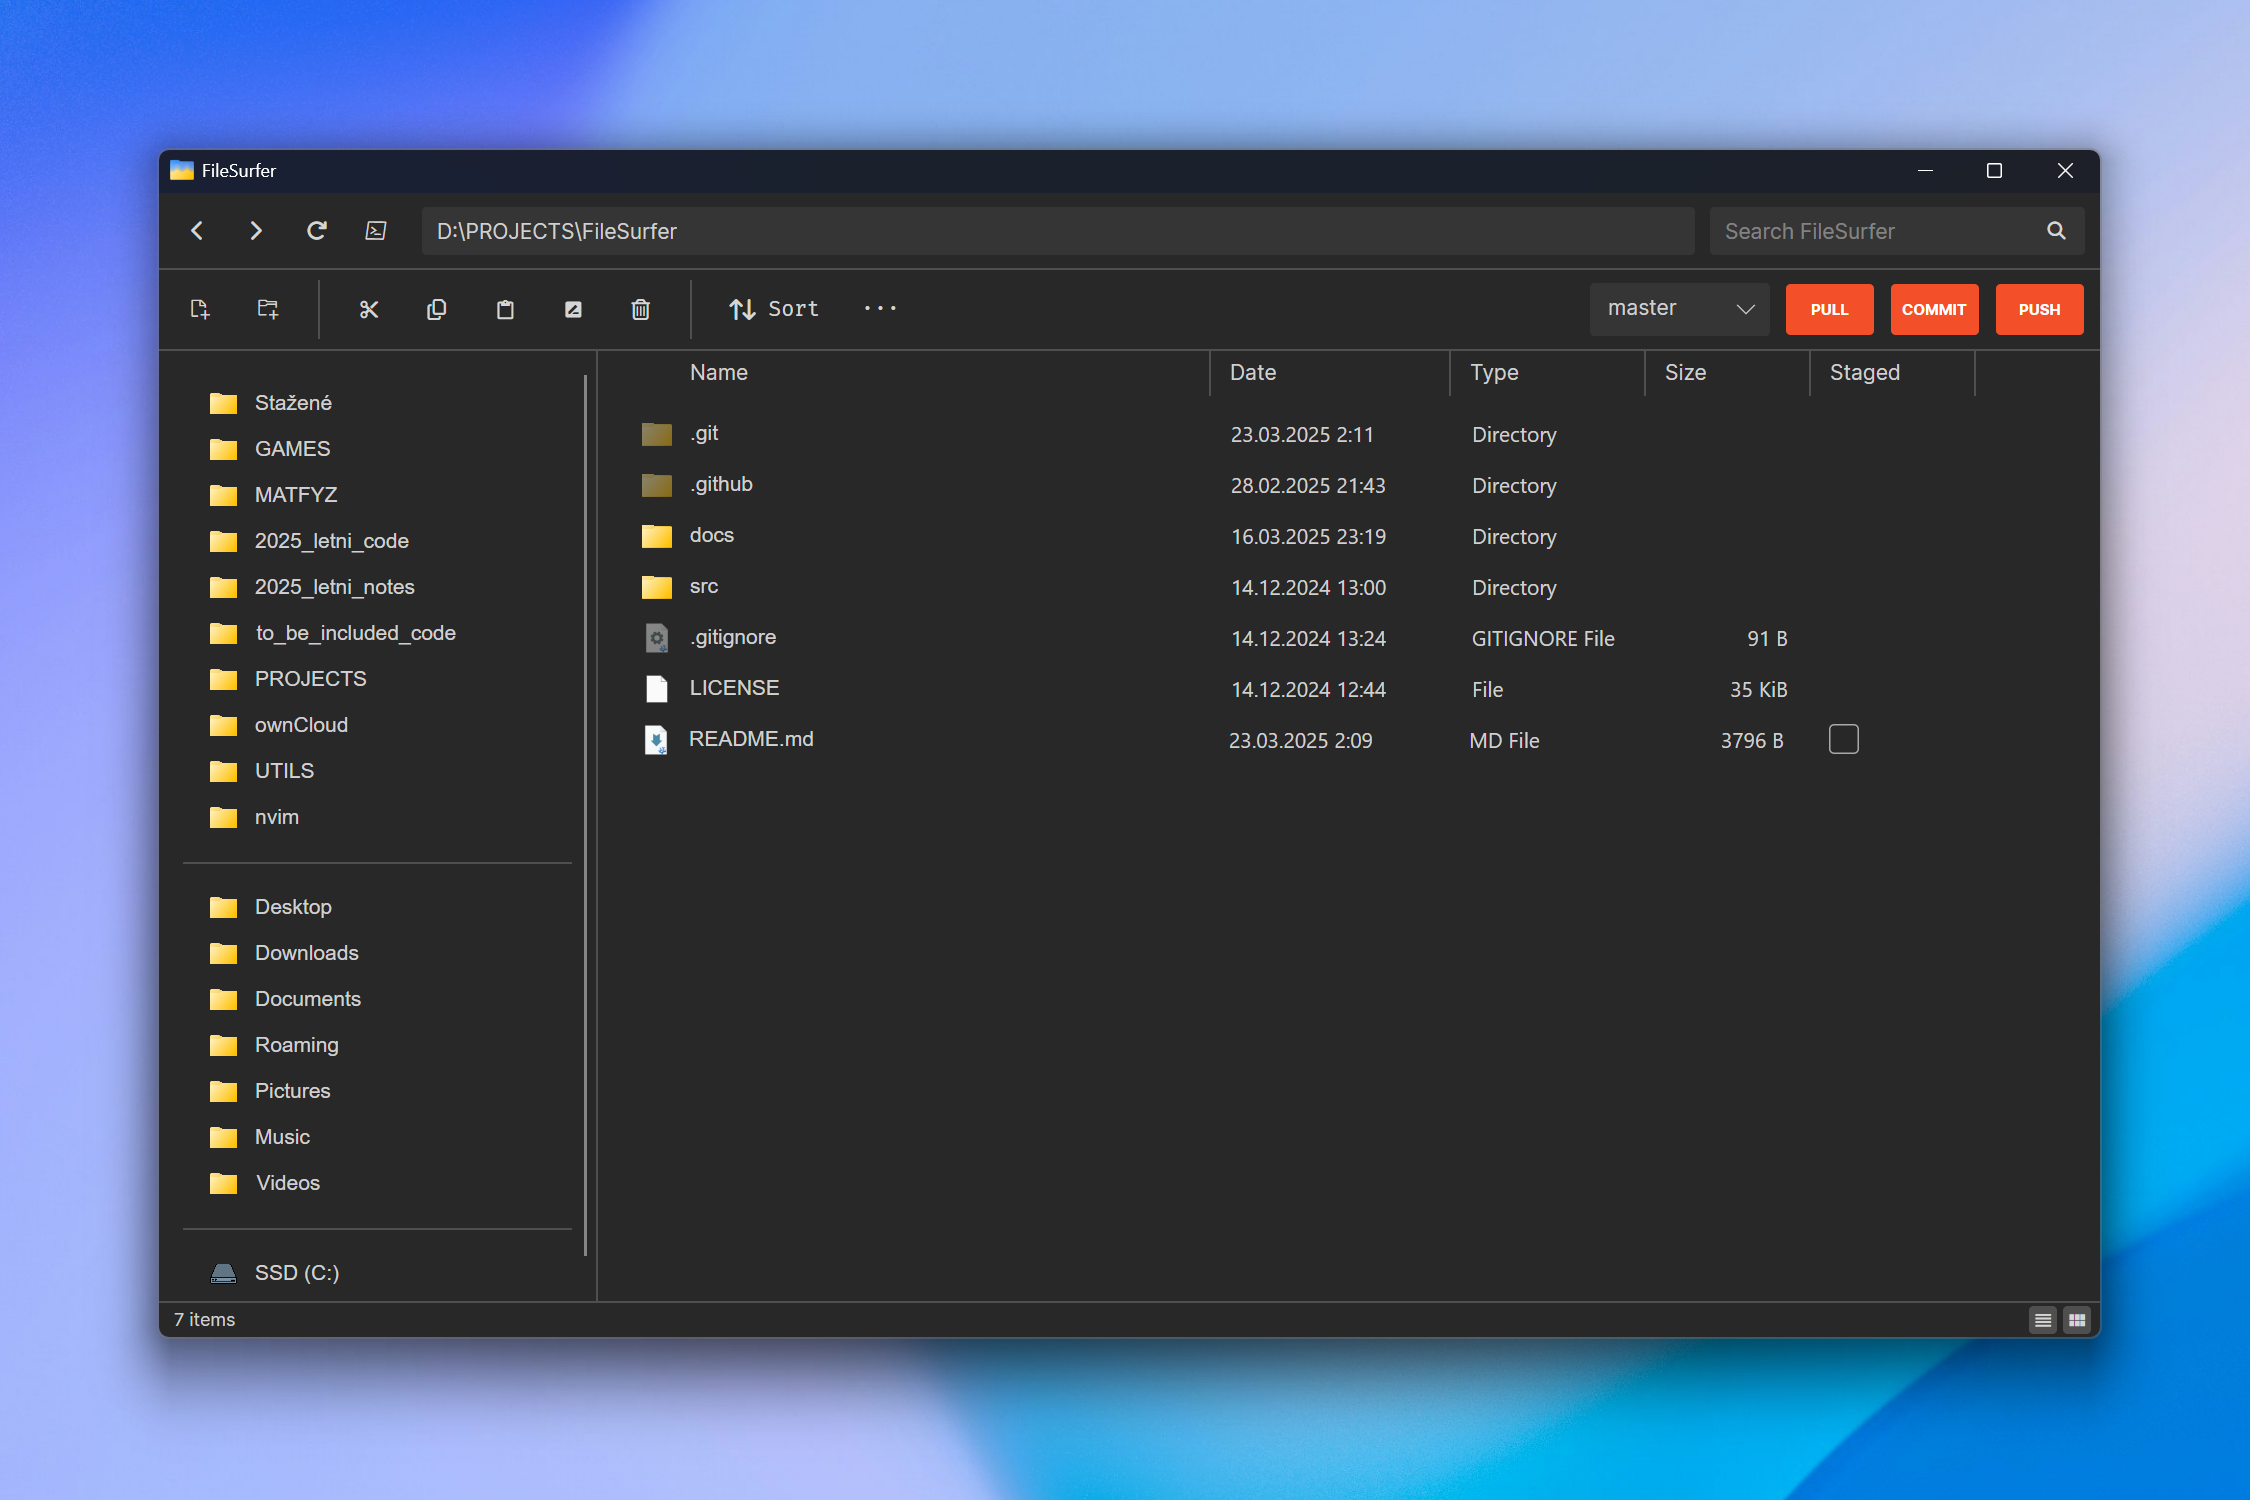 FileSurfer
D:\PROJECTS\FileSurfer
Search FileSurfer
Sort
master
PULL
COMMIT
PUSH
Stažené
GAMES
MATFYZ
2025_letni_code
2025_letni_notes
to_be_included_code
PROJECTS
ownCloud
UTILS
nvim
Desktop
Downloads
Documents
Roaming
Pictures
Music
Videos
SSD (C:)
Name Date Type Size Staged
.git 23.03.2025 2:11 Directory
.github 28.02.2025 21:43 Directory
docs 16.03.2025 23:19 Directory
src 14.12.2024 13:00 Directory
.gitignore 14.12.2024 13:24 GITIGNORE File 91 B
LICENSE 14.12.2024 12:44 File 35 KiB
README.md 23.03.2025 2:09 MD File 3796 B
7 items